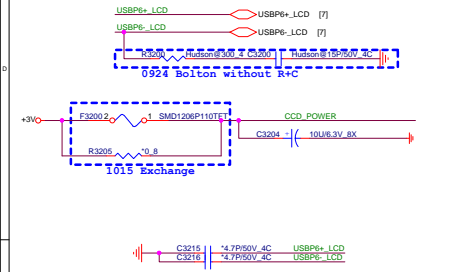 USBP6+_LCD USBP6+_LCD [7]
USBP6-_LCD USBP6-_LCD [7]
R3200 Hudson@300_4 C3200 Hudson@15P/50V_4C
D
0924 Bolton without R+C
+3V F3200 2 1 SMD1206P110TFT CCD_POWER
C3204 + 10U/6.3V_8X
R3205 *0_8
1015 Exchange
C3215 *4.7P/50V_4C USBP6+_LCD
C3216 *4.7P/50V_4C USBP6-_LCD